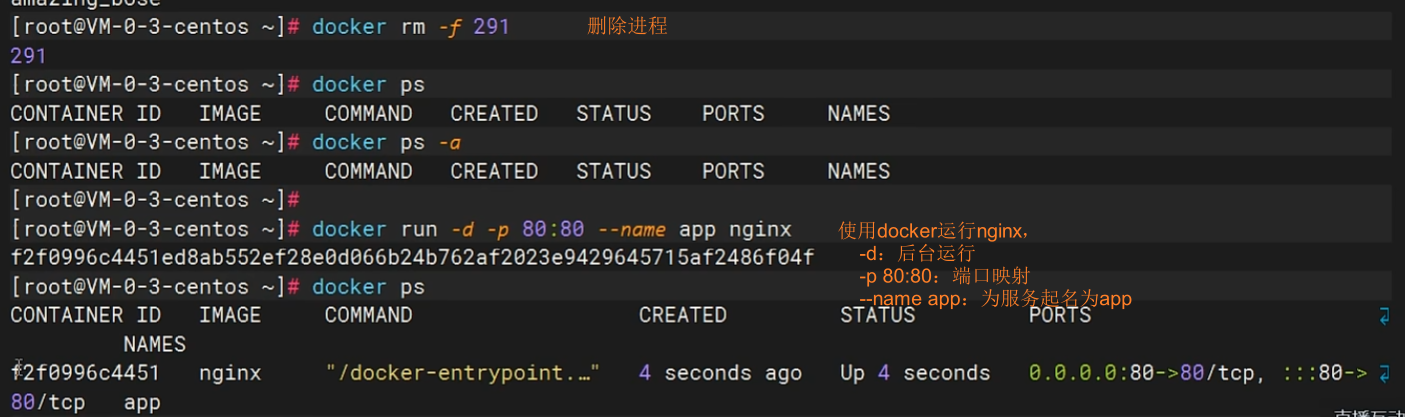 amazing_bose
[root@VM-0-3-centos ~]# docker rm -f 291 删除进程
291
[root@VM-0-3-centos ~]# docker ps
CONTAINER ID IMAGE COMMAND CREATED STATUS PORTS NAMES
[root@VM-0-3-centos ~]# docker ps -a
CONTAINER ID IMAGE COMMAND CREATED STATUS PORTS NAMES
[root@VM-0-3-centos ~]#
[root@VM-0-3-centos ~]# docker run -d -p 80:80 --name app nginx 使用docker运行nginx，
f2f0996c4451ed8ab552ef28e0d066b24b762af2023e9429645715af2486f04f -d：后台运行
-p 80:80：端口映射
[root@VM-0-3-centos ~]# docker ps --name app：为服务起名为app
CONTAINER ID IMAGE COMMAND CREATED STATUS PORTS
NAMES
f2f0996c4451 nginx "/docker-entrypoint.…" 4 seconds ago Up 4 seconds 0.0.0.0:80->80/tcp, :::80->
80/tcp app
直播互动